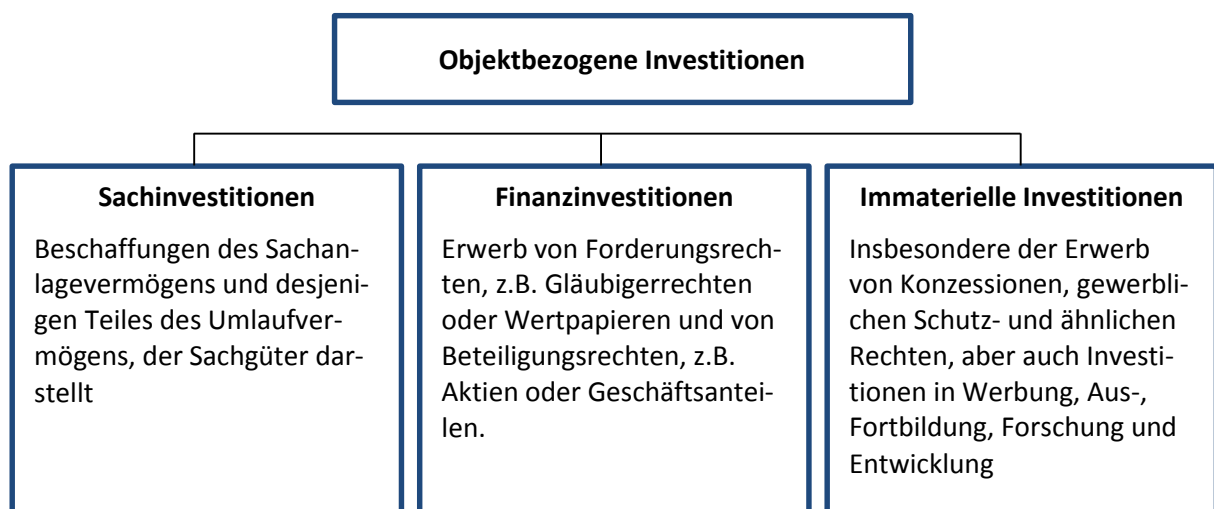 Objektbezogene Investitionen
Sachinvestitionen
Beschaffungen des Sachan-
lagevermögens und desjeni-
gen Teiles des Umlaufver-
mögens, der Sachgüter dar-
stellt
Finanzinvestitionen
Erwerb von Forderungsrech-
ten, z.B. Gläubigerrechten
oder Wertpapieren und von
Beteiligungsrechten, z.B.
Aktien oder Geschäftsantei-
len.
Immaterielle Investitionen
Insbesondere der Erwerb
von Konzessionen, gewerbli-
chen Schutz- und ähnlichen
Rechten, aber auch Investi-
tionen in Werbung, Aus-,
Fortbildung, Forschung und
Entwicklung